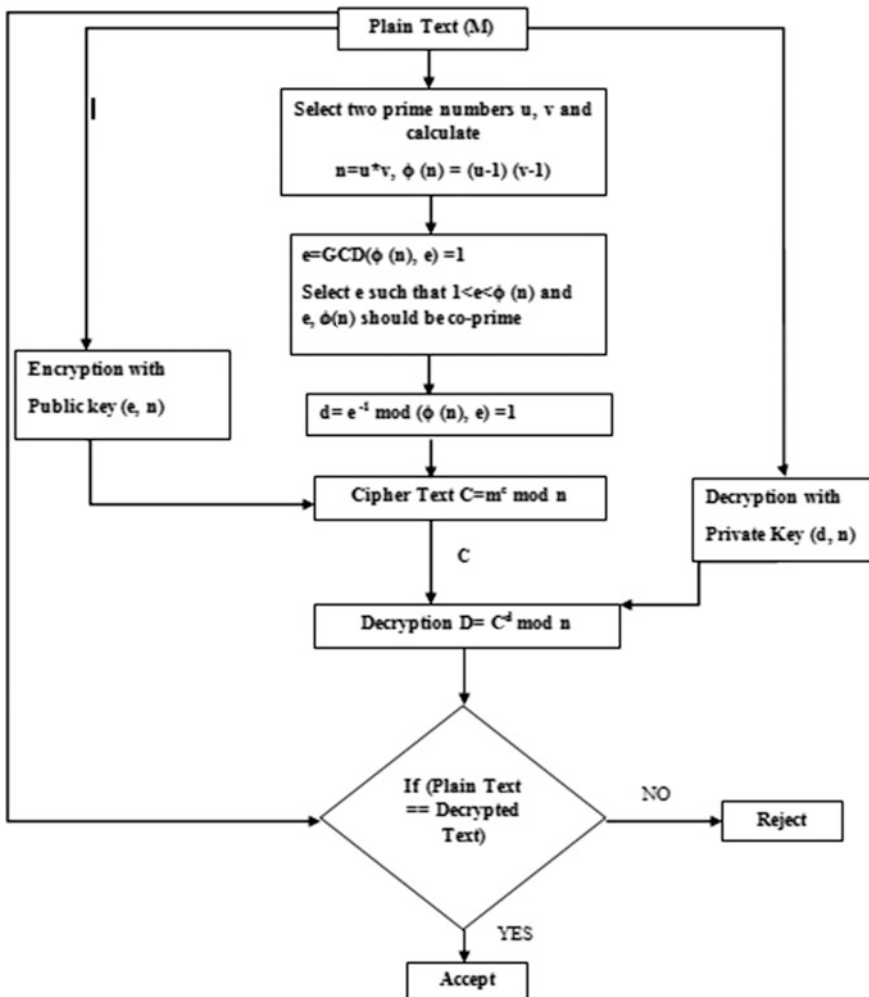 Plain Text (M)
Select two prime numbers u, v and
calculate
n=u*v, ϕ (n) = (u-1) (v-1)
e=GCD(ϕ (n), e) =1
Select e such that 1<e<ϕ (n) and
e, ϕ(n) should be co-prime
Encryption with
Public key (e, n)
d= e⁻¹ mod (ϕ (n), e) =1
Cipher Text C=mᵉ mod n
Decryption with
Private Key (d, n)
C
Decryption D= Cᵈ mod n
If (Plain Text
== Decrypted
Text)
NO
Reject
YES
Accept